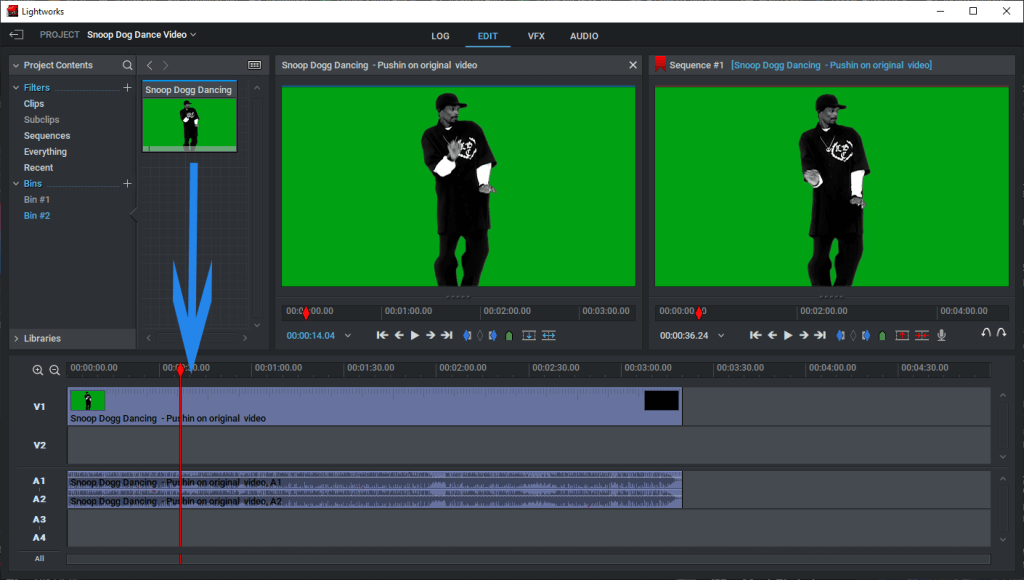 Lightworks
PROJECT Snoop Dog Dance Video
LOG EDIT VFX AUDIO
Project Contents
Filters
Clips
Subclips
Sequences
Everything
Recent
Bins
Bin #1
Bin #2
Libraries
Snoop Dogg Dancing
Snoop Dogg Dancing - Pushin on original video
00:00:00.00 00:01:00.00 00:02:00.00 00:03:00.00
00:00:14.04
Sequence #1 [Snoop Dogg Dancing - Pushin on original video]
00:00:00.00 00:02:00.00 00:04:00.00
00:00:36.24
00:00:00.00 00:00:30.00 00:01:00.00 00:01:30.00 00:02:00.00 00:02:30.00 00:03:00.00 00:03:30.00 00:04:00.00 00:04:30.00
V1
Snoop Dogg Dancing - Pushin on original video
V2
A1 Snoop Dogg Dancing - Pushin on original video, A1
A2 Snoop Dogg Dancing - Pushin on original video, A2
A3
A4
All